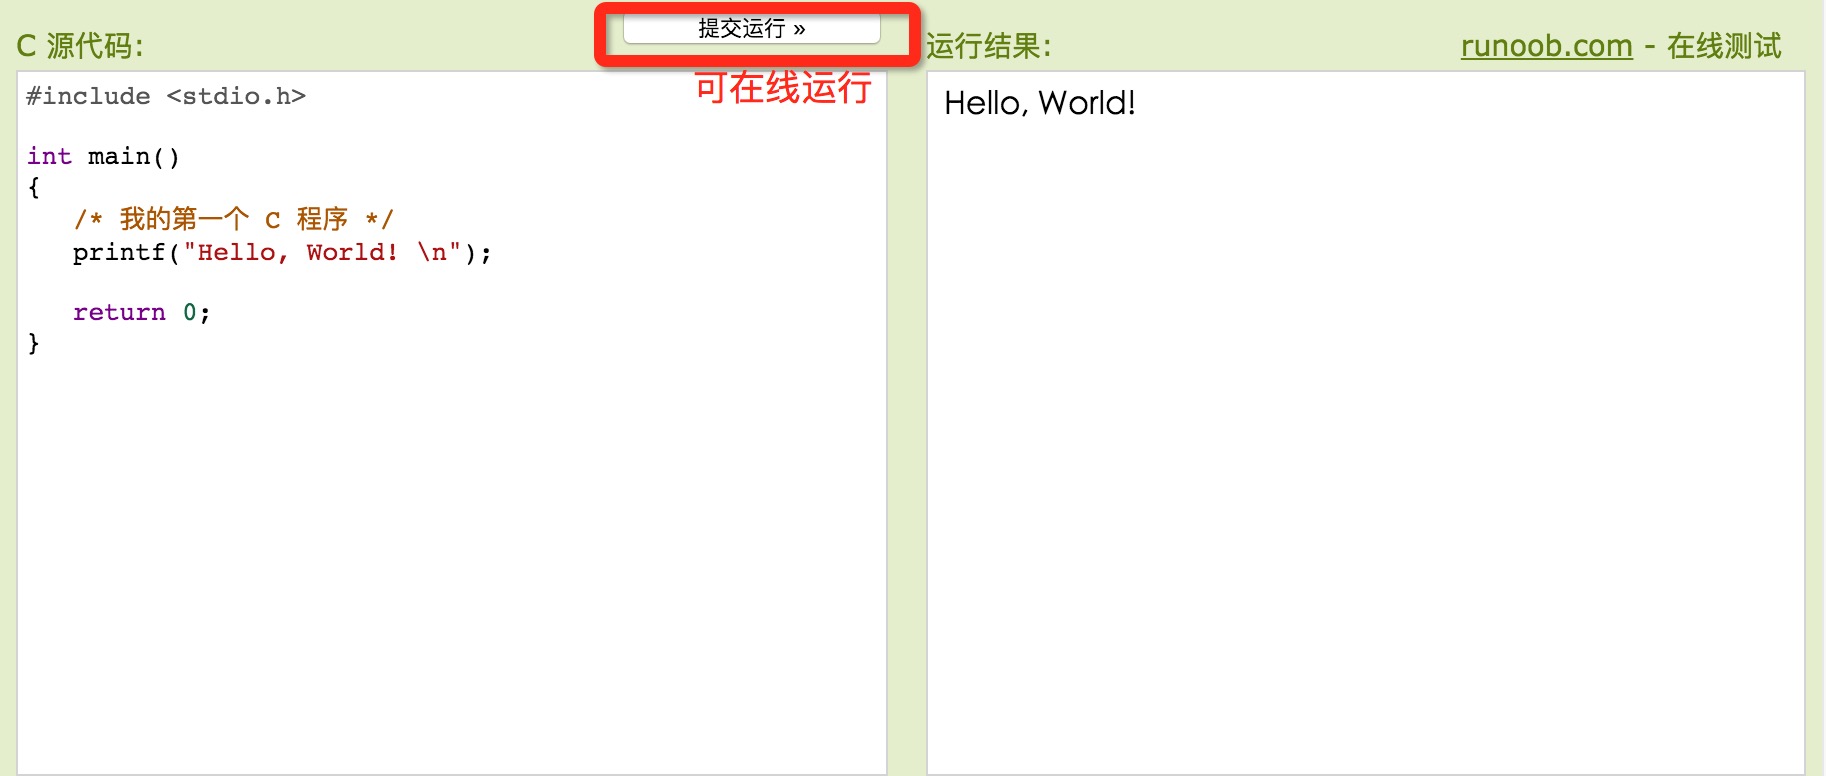 提交运行 »
C 源代码:
运行结果:
runoob.com - 在线测试
可在线运行
#include <stdio.h>
int main()
{
/* 我的第一个 C 程序 */
printf("Hello, World! \n");
return 0;
}
Hello, World!